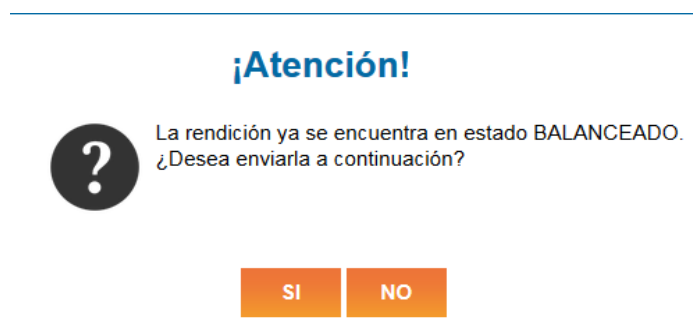 ¡Atención!
La rendición ya se encuentra en estado BALANCEADO.
¿Desea enviarla a continuación?
?
SI NO